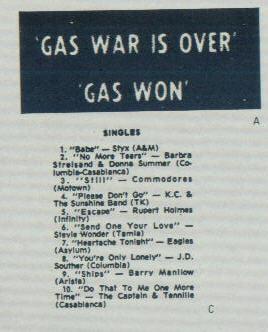 'GAS WAR IS OVER'
'GAS WON'
A
SINGLES
1. "Babe" — Styx (A&M)
2. "No More Tears" — Barbra
Streisand & Donna Summer (Co-
lumbia-Casablanca)
3. "Still" — Commodores
(Motown)
4. "Please Don't Go" — K.C. &
The Sunshine Band (TK)
5. "Escape" — Rupert Holmes
(Infinity)
6. "Send One Your Love" —
Stevie Wonder (Tamla)
7. "Heartache Tonight" — Eagles
(Asylum)
8. "You're Only Lonely" — J.D.
Souther (Columbia)
9. "Ships" — Barry Manilow
(Arista)
10. "Do That To Me One More
Time" — The Captain & Tennille
(Casablanca)
C